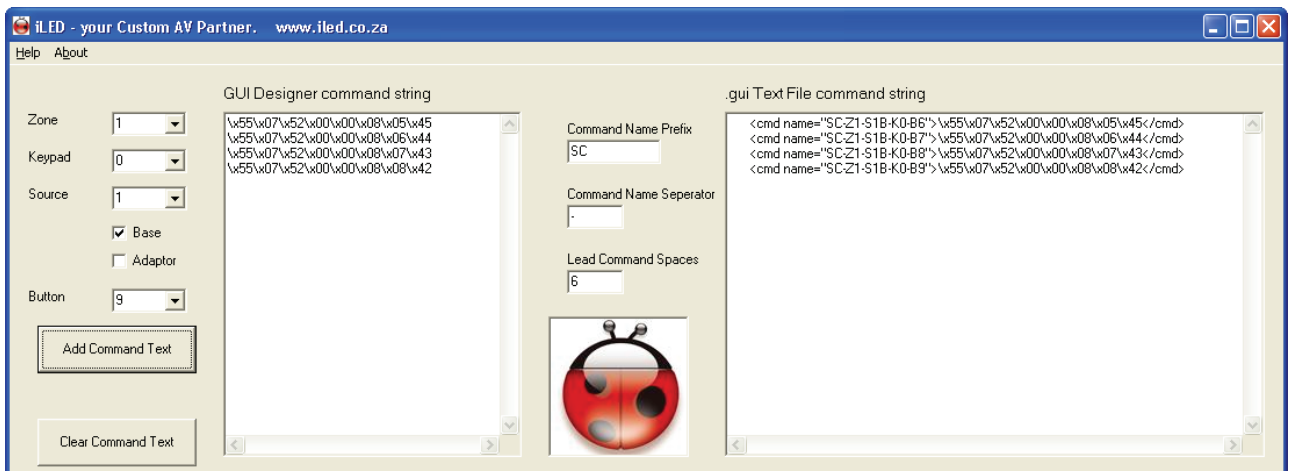 iLED - your Custom AV Partner. www.iled.co.za
Help About
GUI Designer command string
.gui Text File command string
Zone
1
Keypad
0
Source
1
Base
Adaptor
Button
9
Add Command Text
Clear Command Text
\x55\x07\x52\x00\x00\x08\x05\x45
\x55\x07\x52\x00\x00\x08\x06\x44
\x55\x07\x52\x00\x00\x08\x07\x43
\x55\x07\x52\x00\x00\x08\x08\x42
Command Name Prefix
SC
Command Name Seperator
-
Lead Command Spaces
6
<cmd name="SC-Z1-S1B-K0-B6">\x55\x07\x52\x00\x00\x08\x05\x45</cmd>
<cmd name="SC-Z1-S1B-K0-B7">\x55\x07\x52\x00\x00\x08\x06\x44</cmd>
<cmd name="SC-Z1-S1B-K0-B8">\x55\x07\x52\x00\x00\x08\x07\x43</cmd>
<cmd name="SC-Z1-S1B-K0-B9">\x55\x07\x52\x00\x00\x08\x08\x42</cmd>